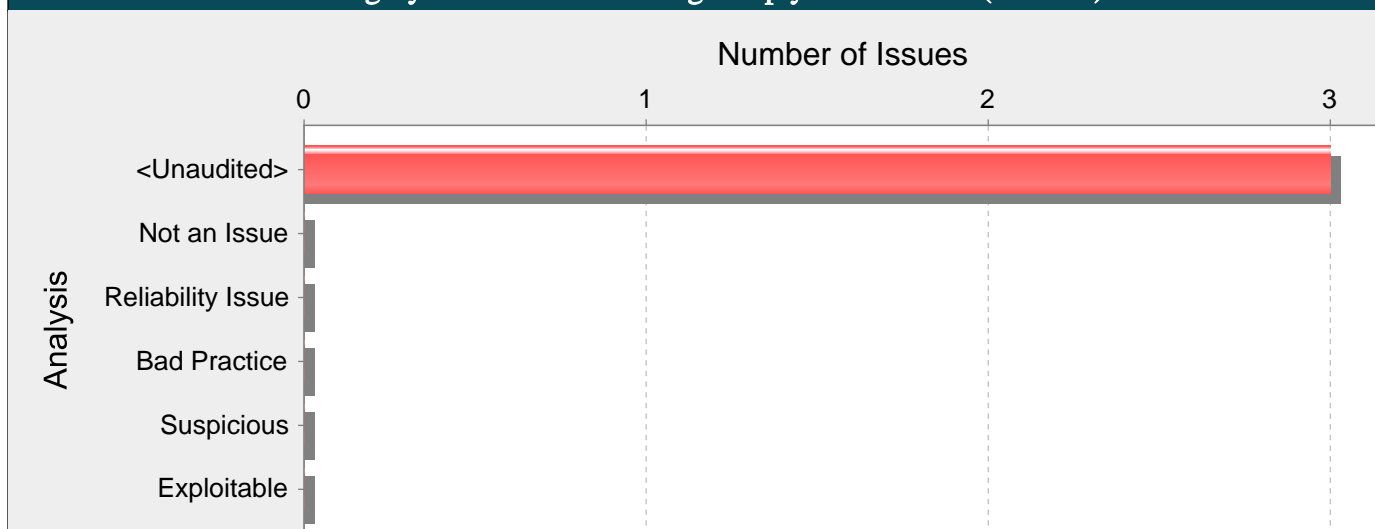 Number of Issues
0 1 2 3
<Unaudited>
Not an Issue
Reliability Issue
Bad Practice
Suspicious
Exploitable
Analysis